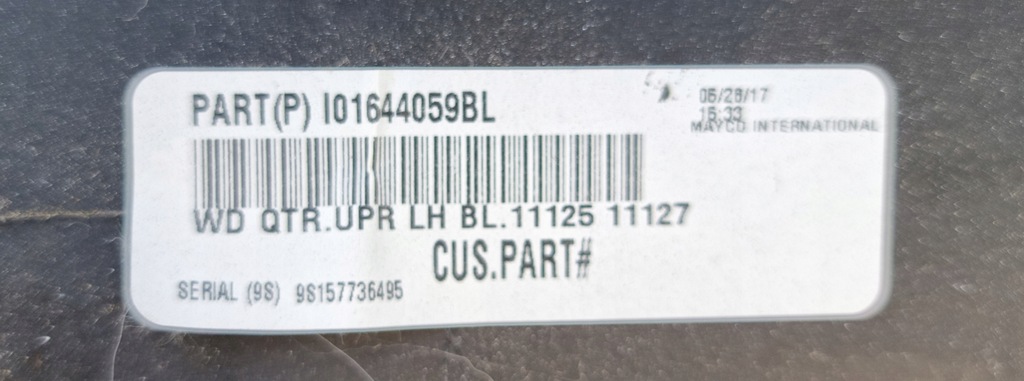 PART(P) I01644059BL
06/28/17
16:33
MAYCO INTERNATIONAL
WD QTR.UPR LH BL.11125 11127
CUS.PART#
SERIAL (9S) 9S157736495